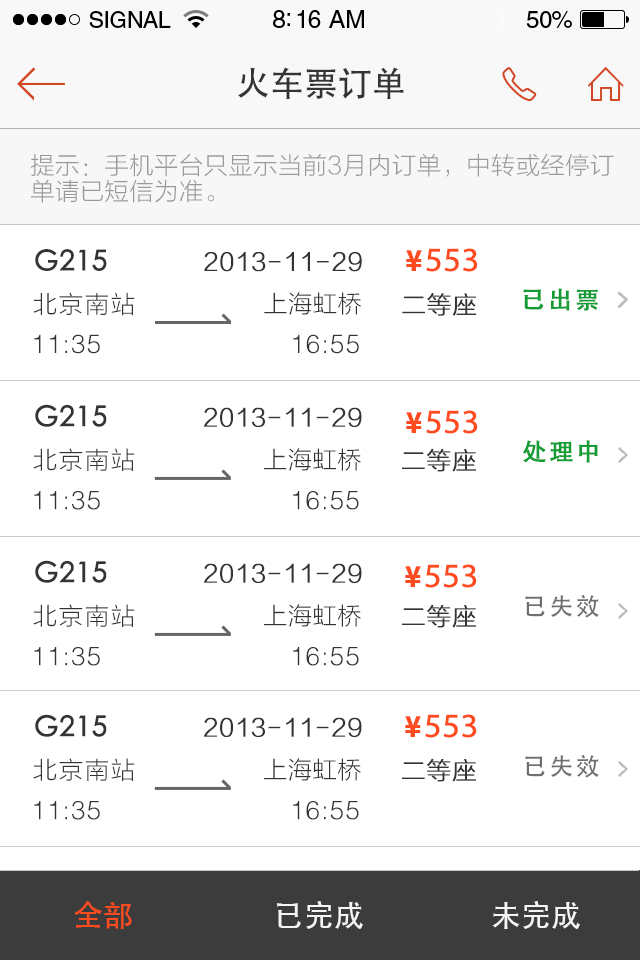 SIGNAL 8:16 AM 50%
火车票订单
提示：手机平台只显示当前3月内订单，中转或经停订
单请已短信为准。
G215 2013-11-29 ¥553
北京南站 上海虹桥 二等座 已出票
11:35 16:55
G215 2013-11-29 ¥553
北京南站 上海虹桥 二等座 处理中
11:35 16:55
G215 2013-11-29 ¥553
北京南站 上海虹桥 二等座 已失效
11:35 16:55
G215 2013-11-29 ¥553
北京南站 上海虹桥 二等座 已失效
11:35 16:55
全部 已完成 未完成